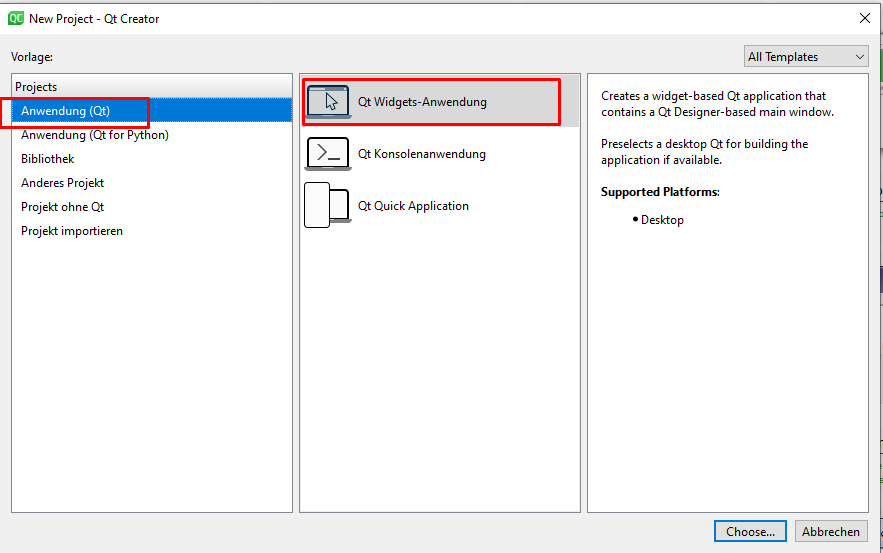 QC New Project - Qt Creator
Vorlage:
All Templates
Projects
Anwendung (Qt)
Anwendung (Qt for Python)
Bibliothek
Anderes Projekt
Projekt ohne Qt
Projekt importieren
Qt Widgets-Anwendung
Qt Konsolenanwendung
Qt Quick Application
Creates a widget-based Qt application that
contains a Qt Designer-based main window.
Preselects a desktop Qt for building the
application if available.
Supported Platforms:
• Desktop
Choose...
Abbrechen